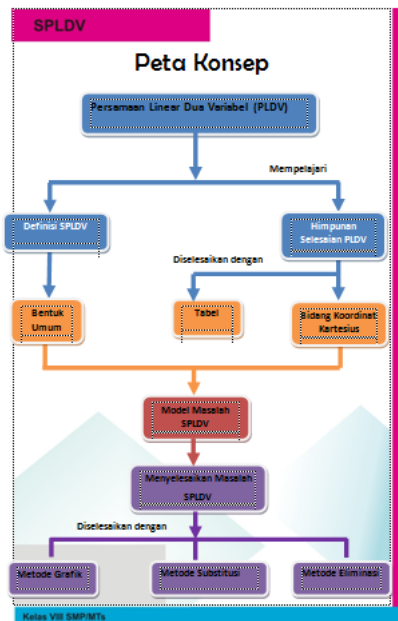 SPLDV
Peta Konsep
Persamaan Linear Dua Variabel (PLDV)
Mempelajari
Definisi SPLDV
Himpunan
Selesaian PLDV
Diselesaikan dengan
Bentuk
Umum
Tabel
Bidang Koordinat
Kartesius
Model Masalah
SPLDV
Menyelesaikan Masalah
SPLDV
Diselesaikan dengan
Metode Grafik
Metode Substitusi
Metode Eliminasi
Kelas VIII SMP/MTs